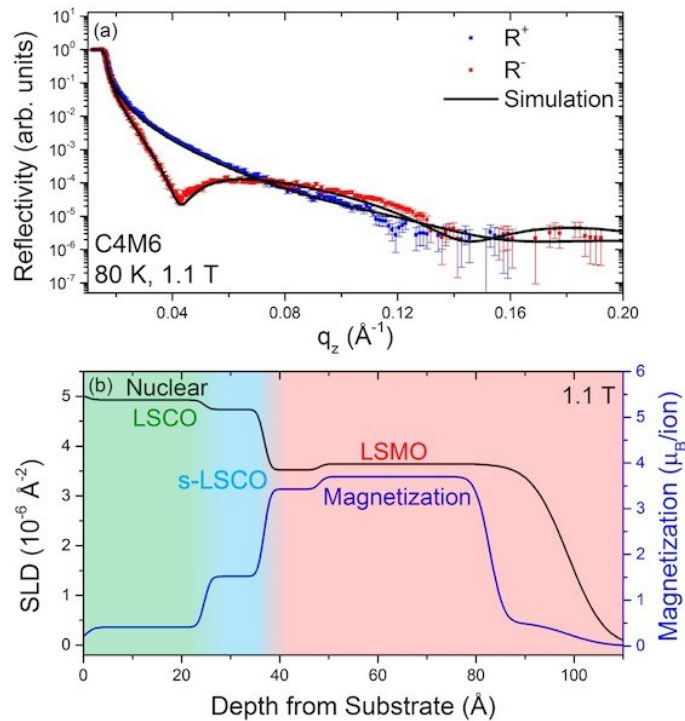 (a)
R⁺
R⁻
Simulation
C4M6
80 K, 1.1 T
Reflectivity (arb. units)
10⁰
10⁻¹
10⁻²
10⁻³
10⁻⁴
10⁻⁵
10⁻⁶
10⁻⁷
0.04 0.08 0.12 0.16 0.20
q_z (Å⁻¹)
(b) Nuclear
1.1 T
LSCO
s-LSCO
LSMO
Magnetization
SLD (10⁻⁶ Å⁻²)
5
4
3
2
1
0
Magnetization (μ_B/ion)
6
5
4
3
2
1
0
0 20 40 60 80 100
Depth from Substrate (Å)